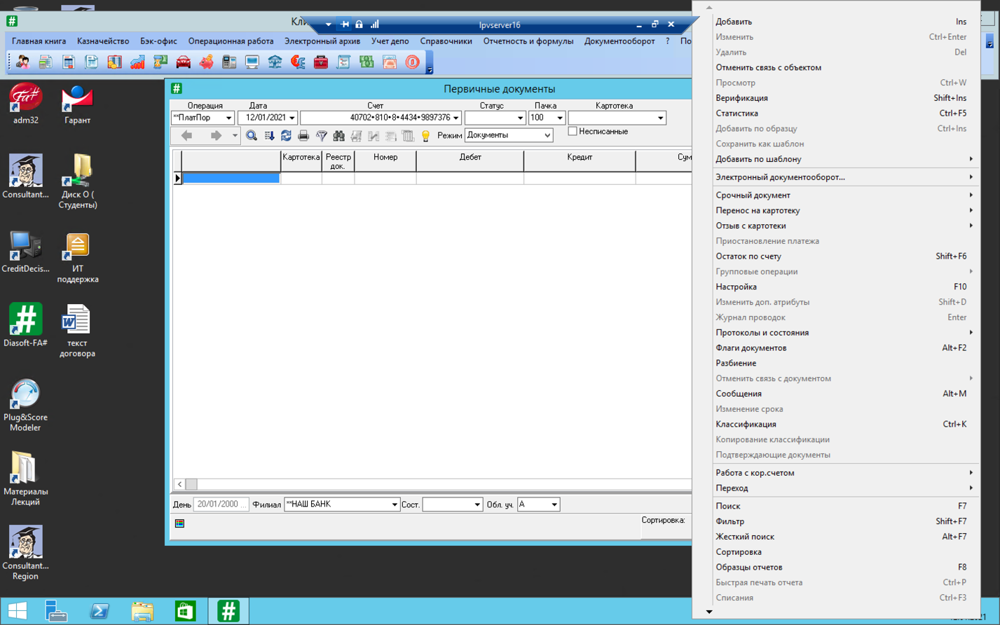 Кли
lpvserver16
Главная книга Казначейство Бэк-офис Операционная работа Электронный архив Учет депо Справочники Отчетность и формулы Документооборот ? По
Первичные документы
Операция Дата Счет Статус Пачка Картотека
**ПлатПор 12/01/2021 40702•810•8•4434•9897376 100
Режим Документы Несписанные
Картотека Реестр док. Номер Дебет Кредит Сум
День 20/01/2000 ... Филиал **НАШ БАНК Сост. Обл. уч. А
Сортировка:
adm32
Гарант
Consultant...
Диск О (
Студенты)
CreditDecis...
ИТ
поддержка
Diasoft-FA#
текст
договора
Plug&Score
Modeler
Материалы
Лекций
Consultant...
Region
Добавить Ins
Изменить Ctrl+Enter
Удалить Del
Отменить связь с объектом
Просмотр Ctrl+W
Верификация Shift+Ins
Статистика Ctrl+F5
Добавить по образцу Ctrl+Ins
Сохранить как шаблон
Добавить по шаблону
Электронный документооборот...
Срочный документ
Перенос на картотеку
Отзыв с картотеки
Приостановление платежа
Остаток по счету Shift+F6
Групповые операции
Настройка F10
Изменить доп. атрибуты Shift+D
Журнал проводок Enter
Протоколы и состояния
Флаги документов Alt+F2
Разбиение
Отменить связь с документом
Сообщения Alt+M
Изменение срока
Классификация Ctrl+K
Копирование классификации
Подтверждающие документы
Работа с кор.счетом
Переход
Поиск F7
Фильтр Shift+F7
Жесткий поиск Alt+F7
Сортировка
Образцы отчетов F8
Быстрая печать отчета Ctrl+P
Списания Ctrl+F3